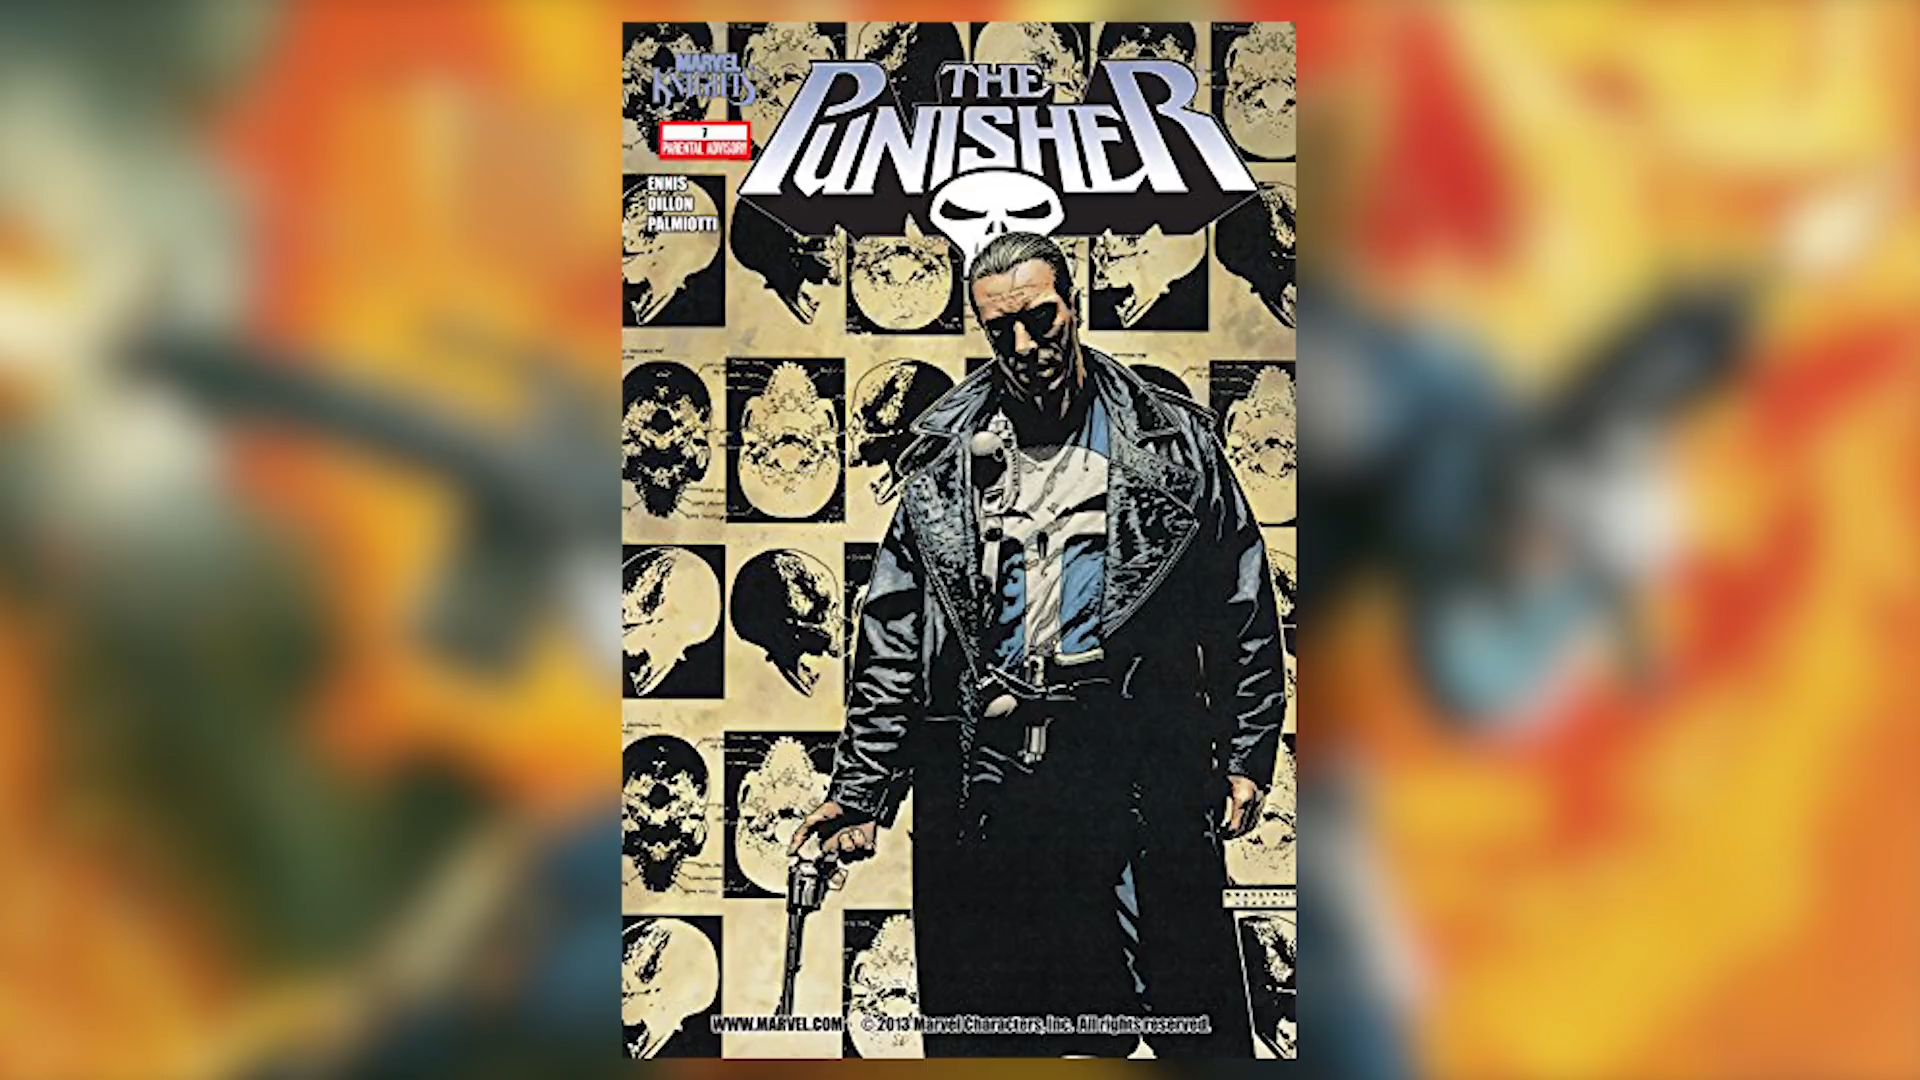 MARVEL
KNIGHTS
THE
PUNISHER
7
PARENTAL ADVISORY
ENNIS
DILLON
PALMIOTTI
WWW.MARVEL.COM © 2013 Marvel Characters, Inc. All rights reserved.